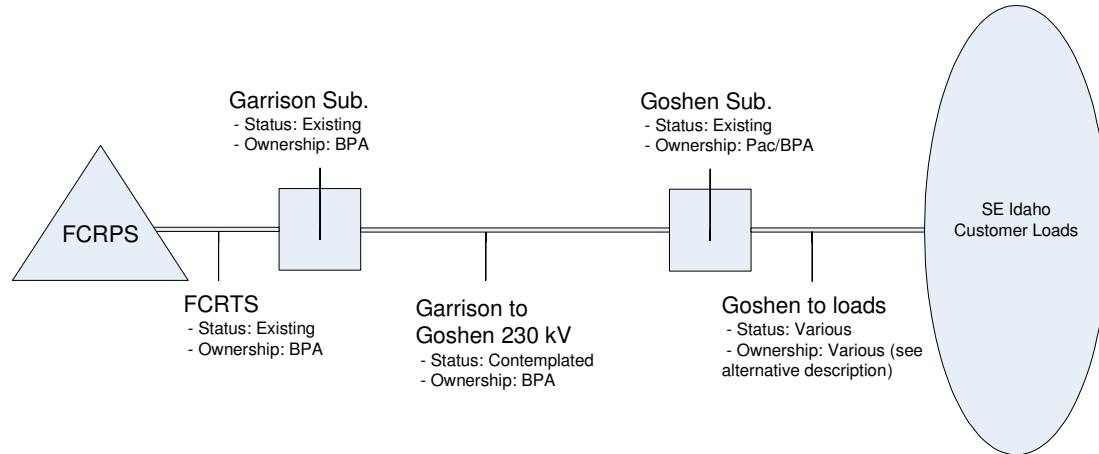 Garrison Sub.
- Status: Existing
- Ownership: BPA
Goshen Sub.
- Status: Existing
- Ownership: Pac/BPA
FCRPS
SE Idaho
Customer Loads
FCRTS
- Status: Existing
- Ownership: BPA
Garrison to
Goshen 230 kV
- Status: Contemplated
- Ownership: BPA
Goshen to loads
- Status: Various
- Ownership: Various (see
alternative description)